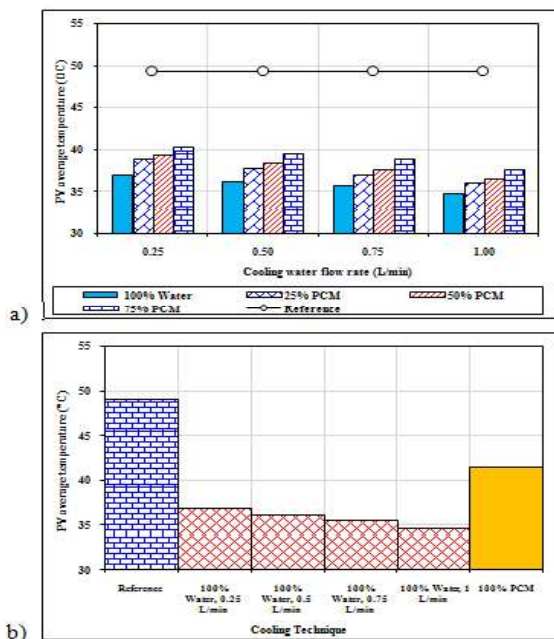 a)
55
50
45
40
35
30
PV average temperature (°C)
0.25 0.50 0.75 1.00
Cooling water flow rate (L/min)
100% Water 25% PCM 50% PCM
75% PCM Reference
b)
55
50
45
40
35
30
PV average temperature (°C)
Reference 100% 100% 100% 100% Water, 1 100% PCM
Water, 0.25 Water, 0.5 Water, 0.75 L/min
L/min L/min L/min
Cooling Technique